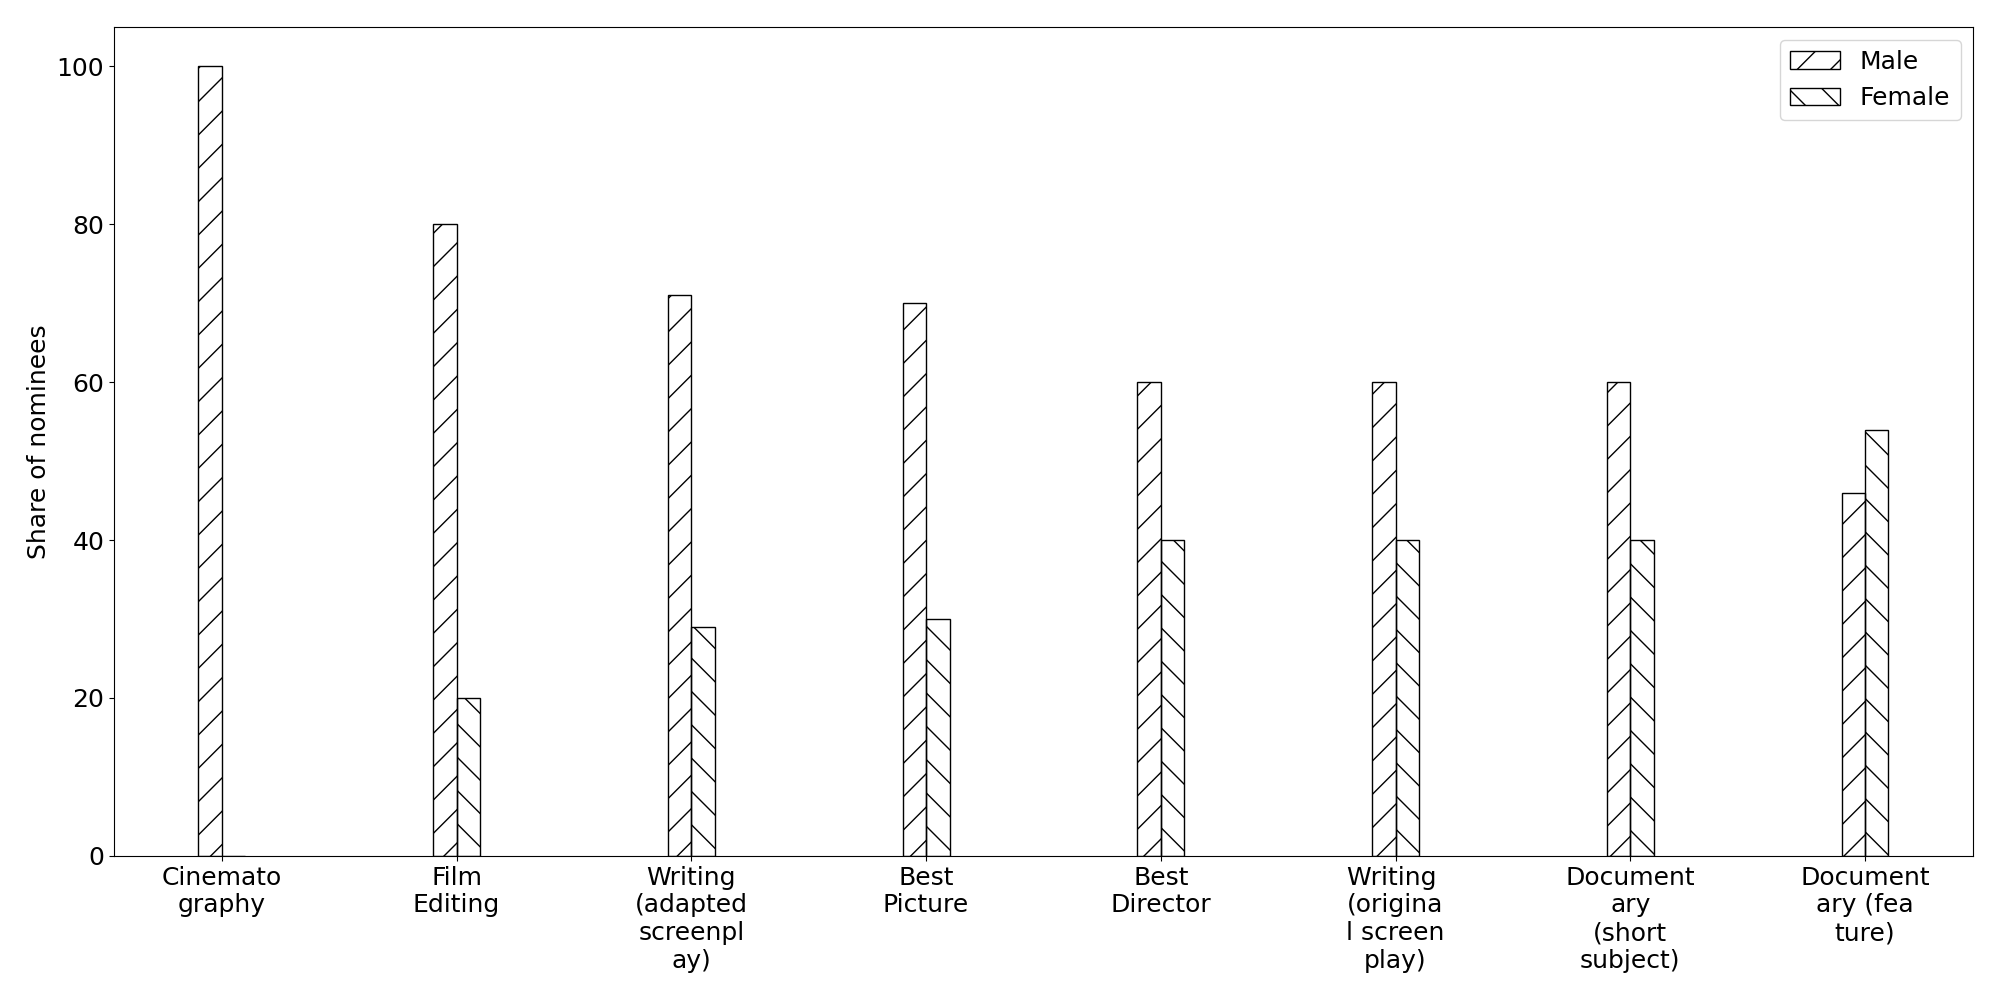 Male
Female
Share of nominees
100
80
60
40
20
0
Cinemato
graphy
Film
Editing
Writing
(adapted
screenpl
ay)
Best
Picture
Best
Director
Writing
(origina
l screen
play)
Document
ary
(short
subject)
Document
ary (fea
ture)